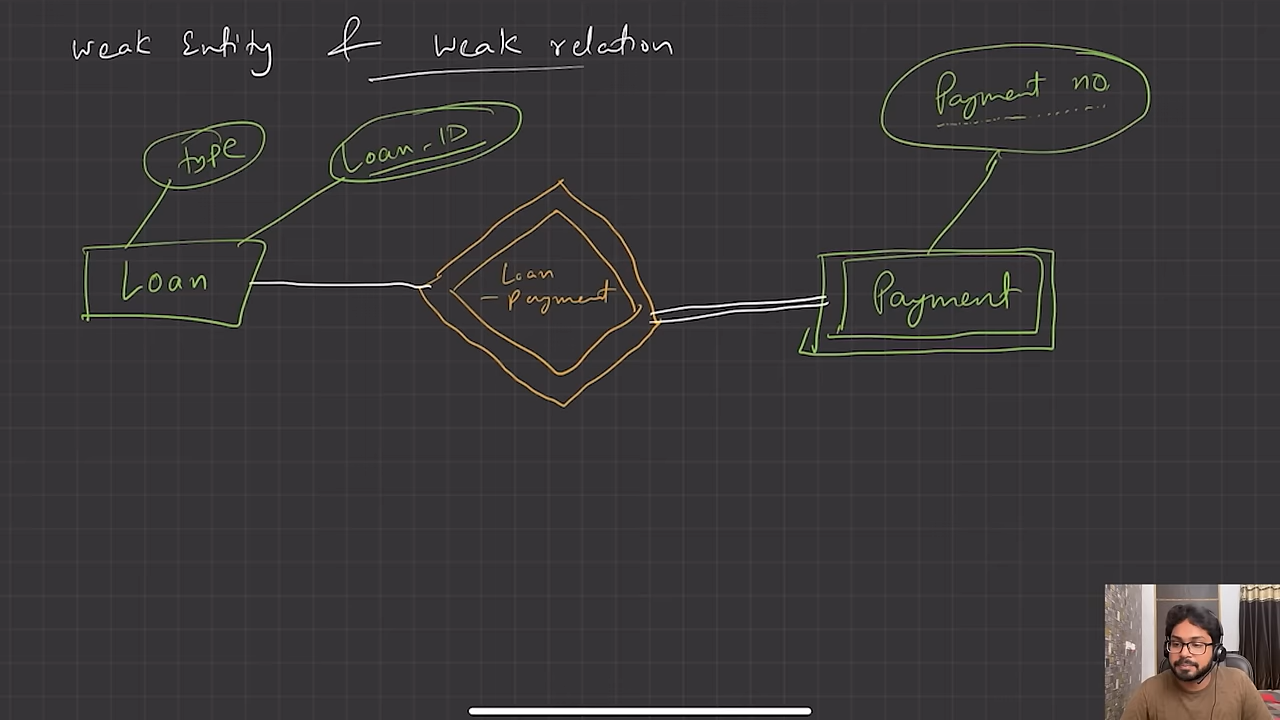 weak Entity & weak relation
type
Loan-ID
Payment no.
Loan
Loan
-Payment
Payment